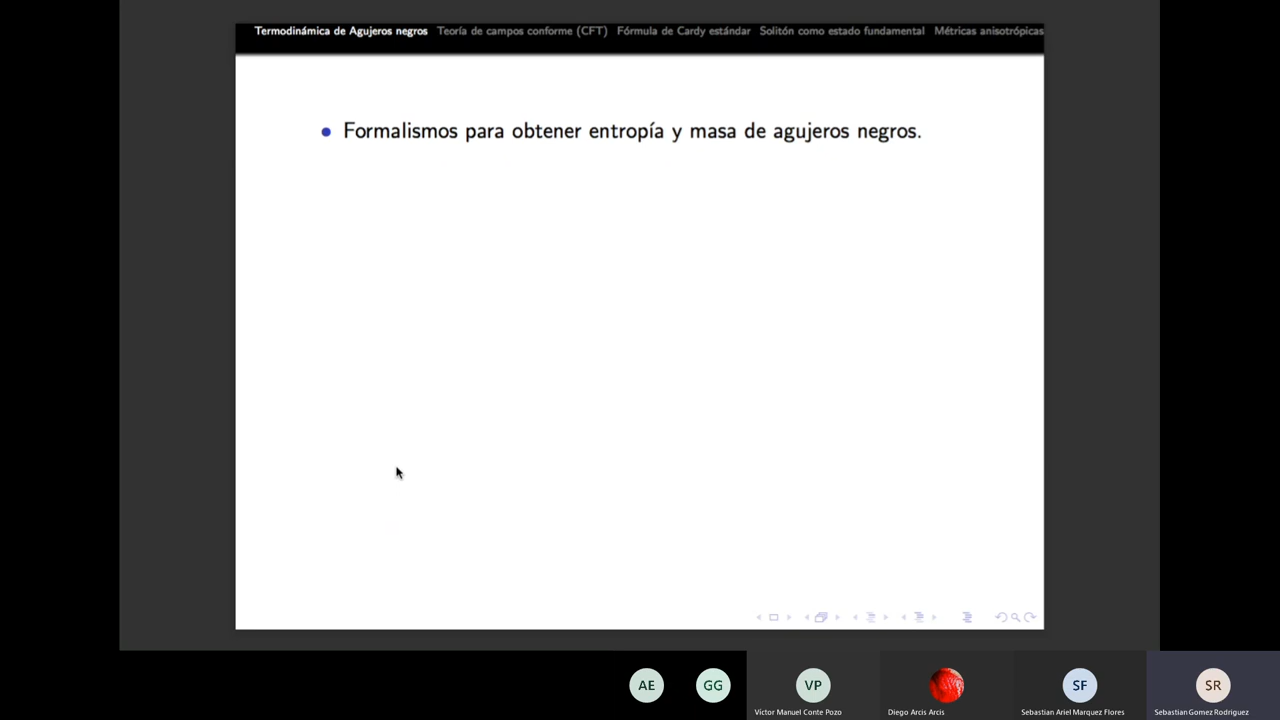 Termodinámica de Agujeros negros Teoría de campos conforme (CFT) Fórmula de Cardy estándar Solitón como estado fundamental Métricas anisotrópicas
Formalismos para obtener entropía y masa de agujeros negros.
AE GG VP SF SR
Víctor Manuel Conte Pozo Diego Arcis Arcis Sebastian Ariel Marquez Flores Sebastian Gomez Rodriguez